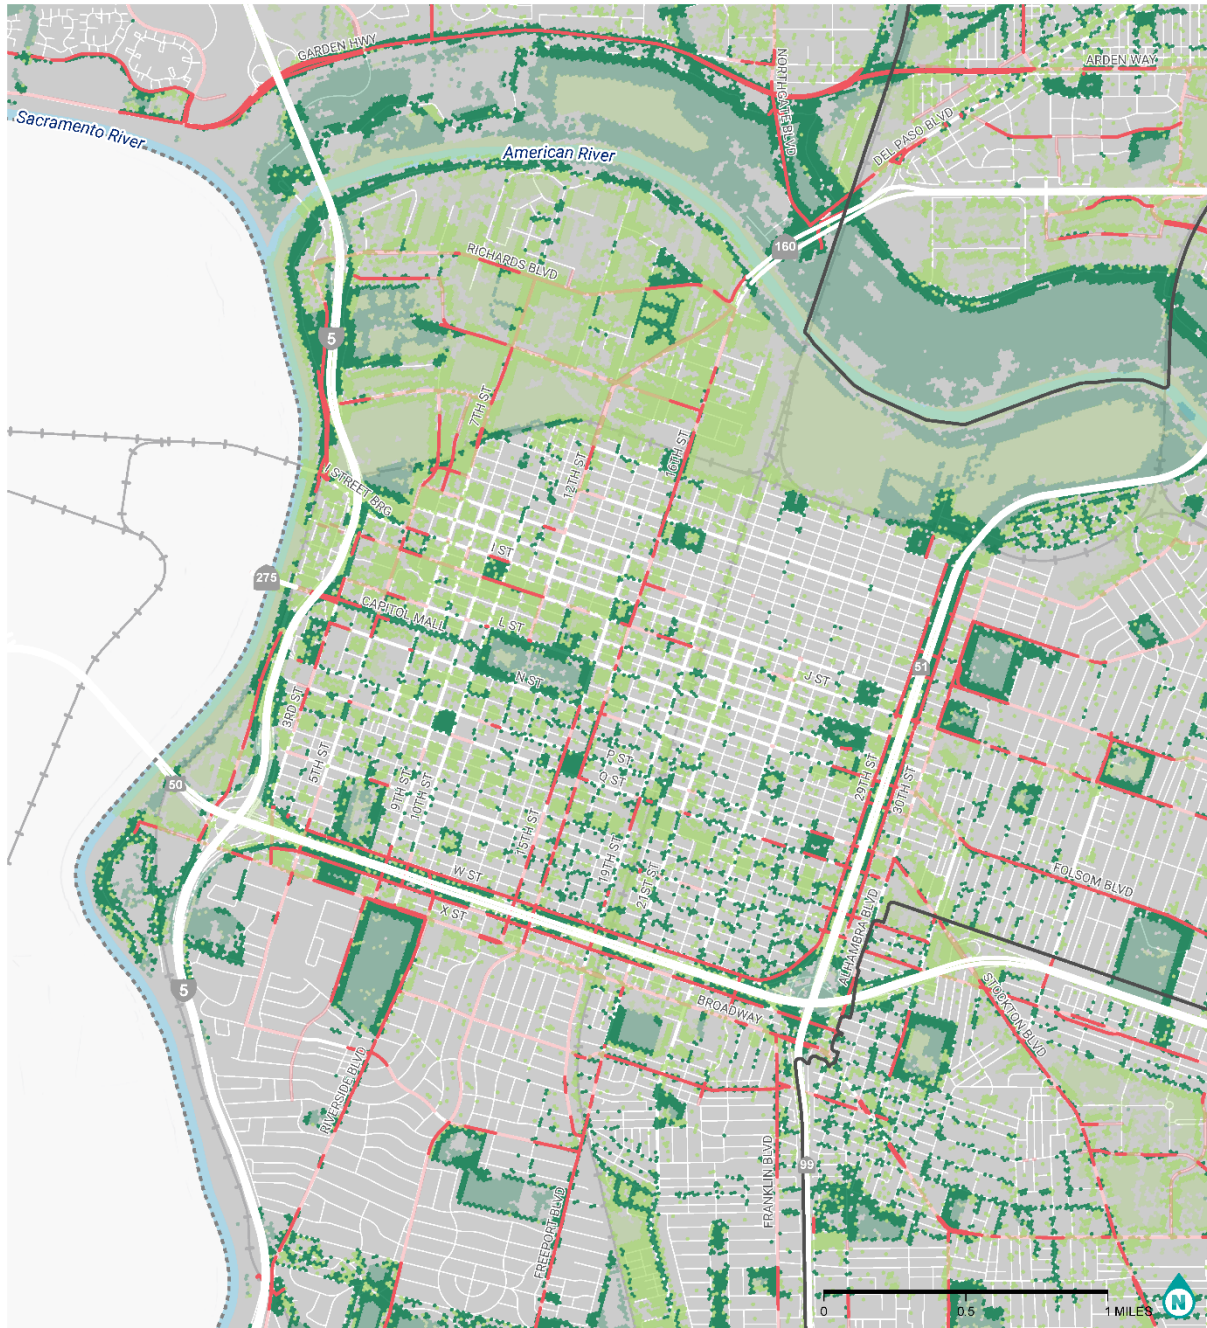 GARDEN HWY
NORTHGATE BLVD
ARDEN WAY
Sacramento River
American River
DEL PASO BLVD
160
RICHARDS BLVD
5
7TH ST
12TH ST
16TH ST
I STREET BRG
I ST
275
CAPITOL MALL
L ST
N ST
J ST
51
3RD ST
5TH ST
9TH ST
10TH ST
P ST
Q ST
29TH ST
30TH ST
50
15TH ST
19TH ST
21ST ST
W ST
X ST
FOLSOM BLVD
ALHAMBRA BLVD
5
BROADWAY
STOCKTON BLVD
RIVERSIDE BLVD
FREEPORT BLVD
FRANKLIN BLVD
99
0 0.5 1 MILES
N